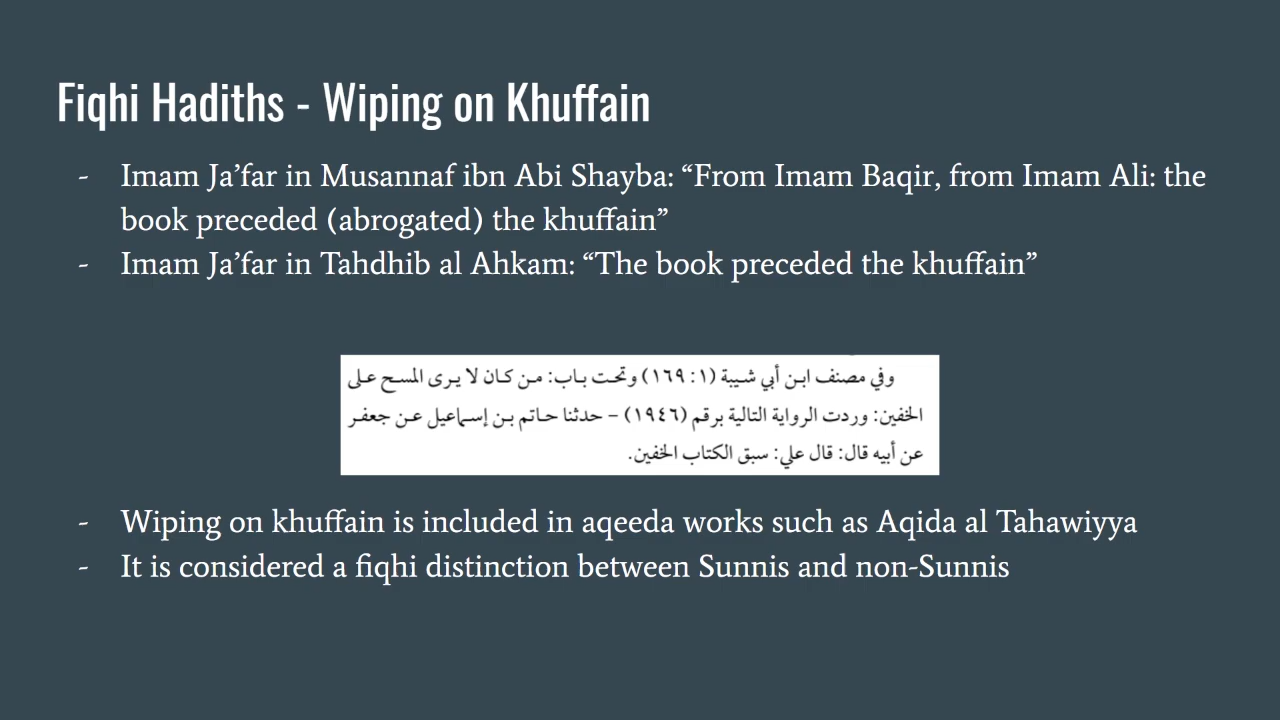 Fiqhi Hadiths - Wiping on Khuffain
- Imam Ja’far in Musannaf ibn Abi Shayba: “From Imam Baqir, from Imam Ali: the
book preceded (abrogated) the khuffain”
- Imam Ja’far in Tahdhib al Ahkam: “The book preceded the khuffain”
وفي مصنف ابن أبي شيبة (١: ١٦٩) وتحت باب: من كان لا يرى المسح على
الخفين: وردت الرواية التالية برقم (١٩٤٦) – حدثنا حاتم بن إسماعيل عن جعفر
عن أبيه قال: قال علي: سبق الكتاب الخفين.
- Wiping on khuffain is included in aqeeda works such as Aqida al Tahawiyya
- It is considered a fiqhi distinction between Sunnis and non-Sunnis